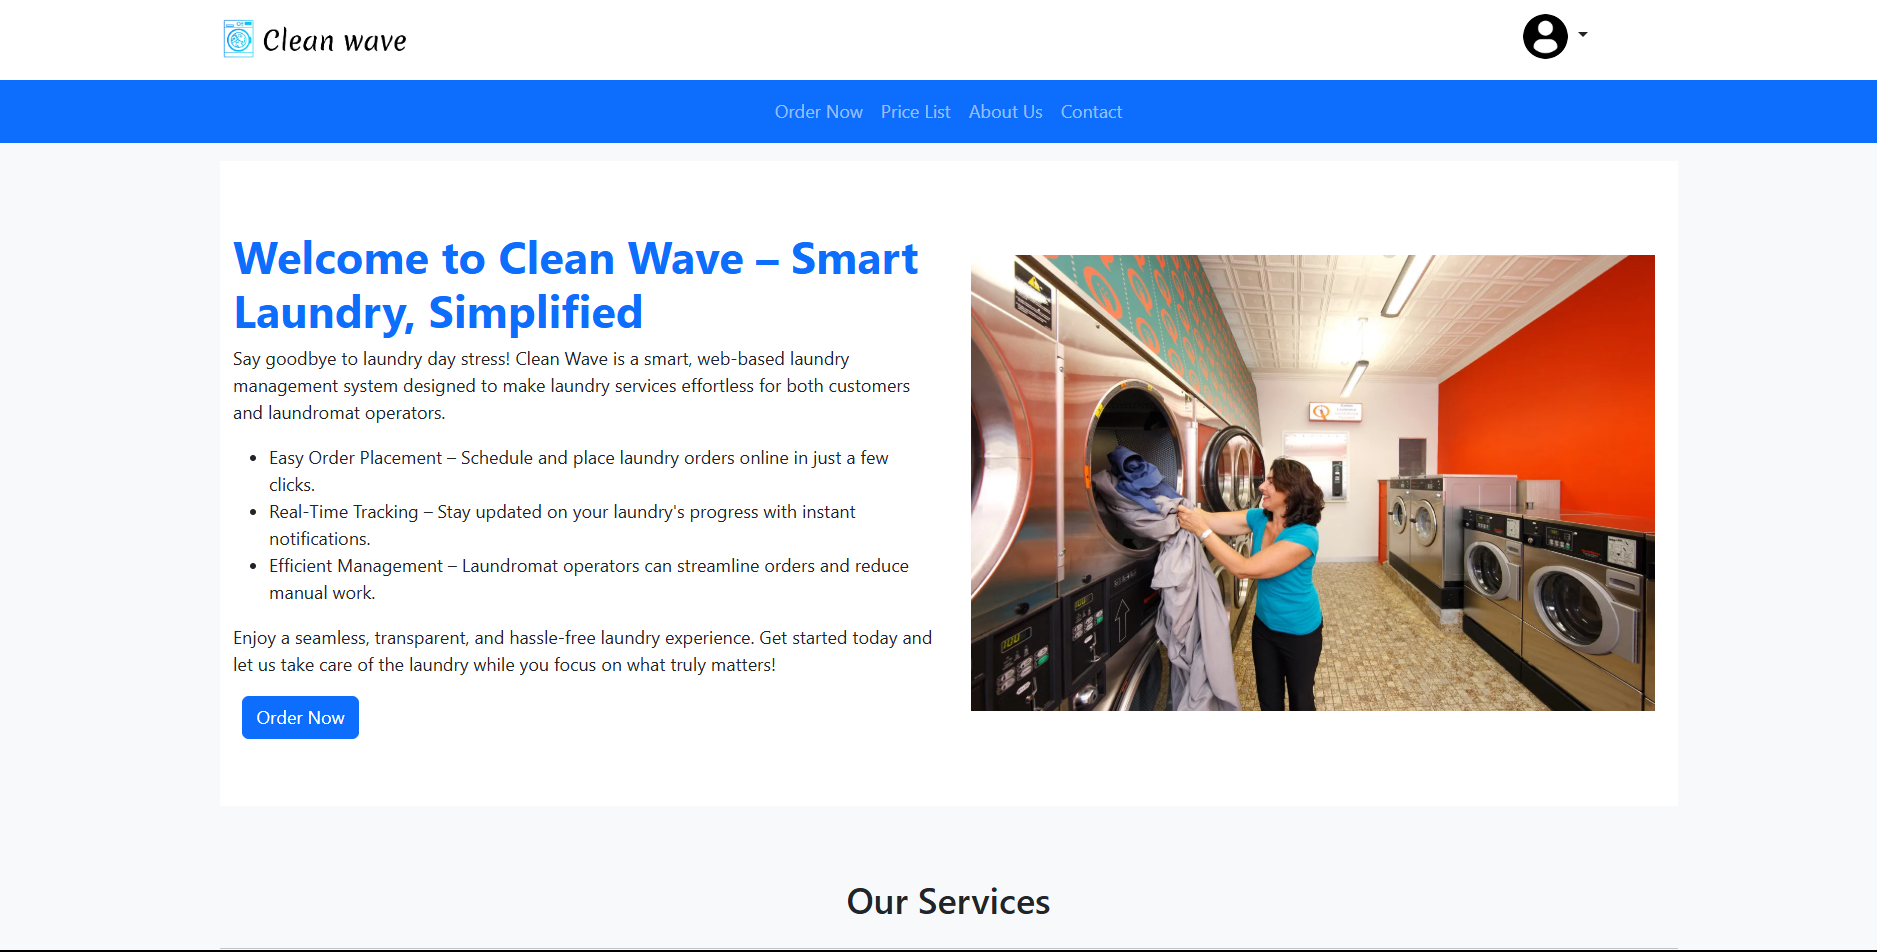 Clean wave
Order Now Price List About Us Contact
Welcome to Clean Wave – Smart
Laundry, Simplified
Say goodbye to laundry day stress! Clean Wave is a smart, web-based laundry
management system designed to make laundry services effortless for both customers
and laundromat operators.
• Easy Order Placement – Schedule and place laundry orders online in just a few
clicks.
• Real-Time Tracking – Stay updated on your laundry's progress with instant
notifications.
• Efficient Management – Laundromat operators can streamline orders and reduce
manual work.
Enjoy a seamless, transparent, and hassle-free laundry experience. Get started today and
let us take care of the laundry while you focus on what truly matters!
Order Now
Our Services